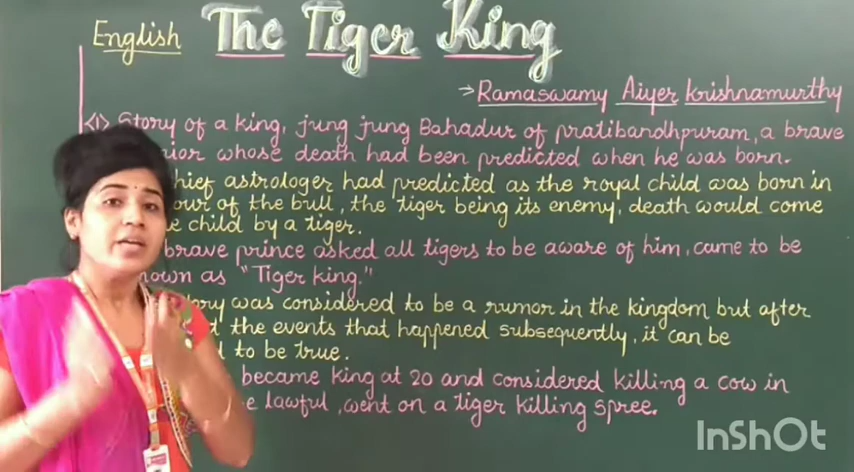 English The Tiger King
→ Ramaswamy Aiyer Krishnamurthy
<1> Story of a king, jung jung Bahadur of pratibandhpuram, a brave
whose death had been predicted when he was born.
astrologer had predicted as the royal child was born in
of the bull, the tiger being its enemy, death would come
child by a tiger.
brave prince asked all tigers to be aware of him, came to be
as "Tiger king."
was considered to be a rumor in the kingdom but after
the events that happened subsequently, it can be
to be true.
became king at 20 and considered killing a cow in
lawful, went on a tiger killing spree.
InShOt